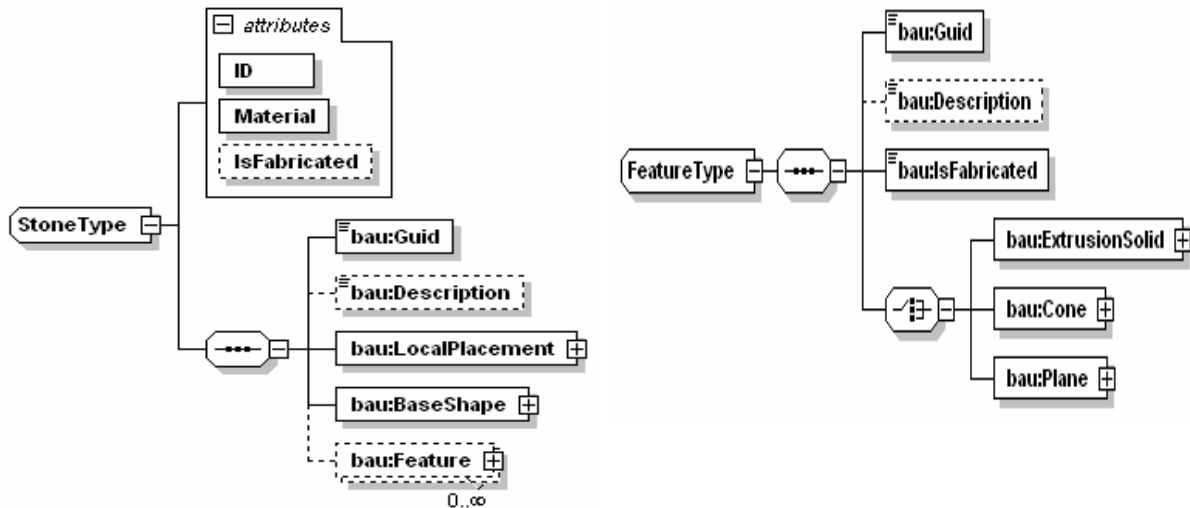 attributes
ID
Material
IsFabricated
StoneType
bau:Guid
bau:Description
bau:LocalPlacement
bau:BaseShape
bau:Feature
0..∞
bau:Guid
bau:Description
FeatureType
bau:IsFabricated
bau:ExtrusionSolid
bau:Cone
bau:Plane